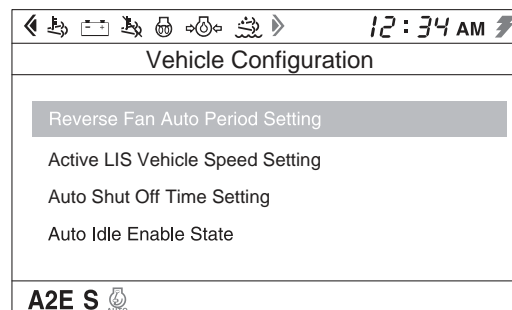 12:34 AM
Vehicle Configuration
Reverse Fan Auto Period Setting
Active LIS Vehicle Speed Setting
Auto Shut Off Time Setting
Auto Idle Enable State
A2E S
AUTO